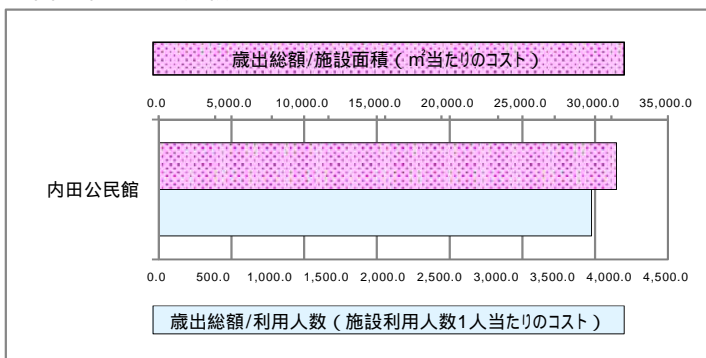 歳出総額/施設面積（㎡当たりのコスト）
0.0 5,000.0 10,000.0 15,000.0 20,000.0 25,000.0 30,000.0 35,000.0
内田公民館
0.0 500.0 1,000.0 1,500.0 2,000.0 2,500.0 3,000.0 3,500.0 4,000.0 4,500.0
歳出総額/利用人数（施設利用人数1人当たりのコスト）